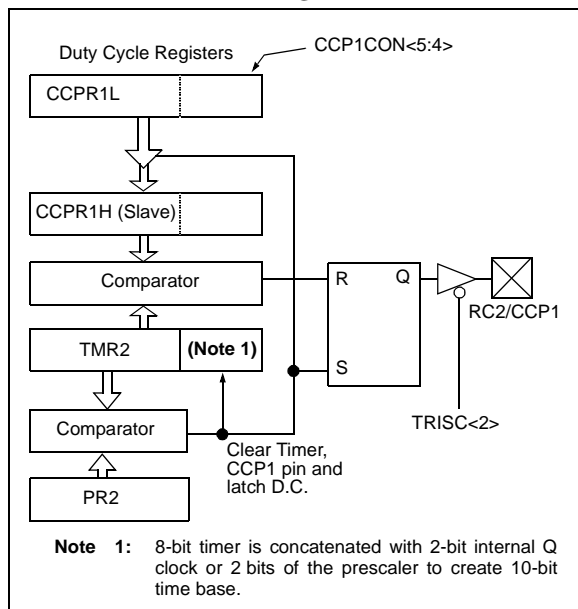 Duty Cycle Registers
CCP1CON<5:4>
CCPR1L
CCPR1H (Slave)
Comparator
R
Q
RC2/CCP1
TMR2
(Note 1)
S
TRISC<2>
Comparator
Clear Timer,
CCP1 pin and
latch D.C.
PR2
Note 1: 8-bit timer is concatenated with 2-bit internal Q
clock or 2 bits of the prescaler to create 10-bit
time base.